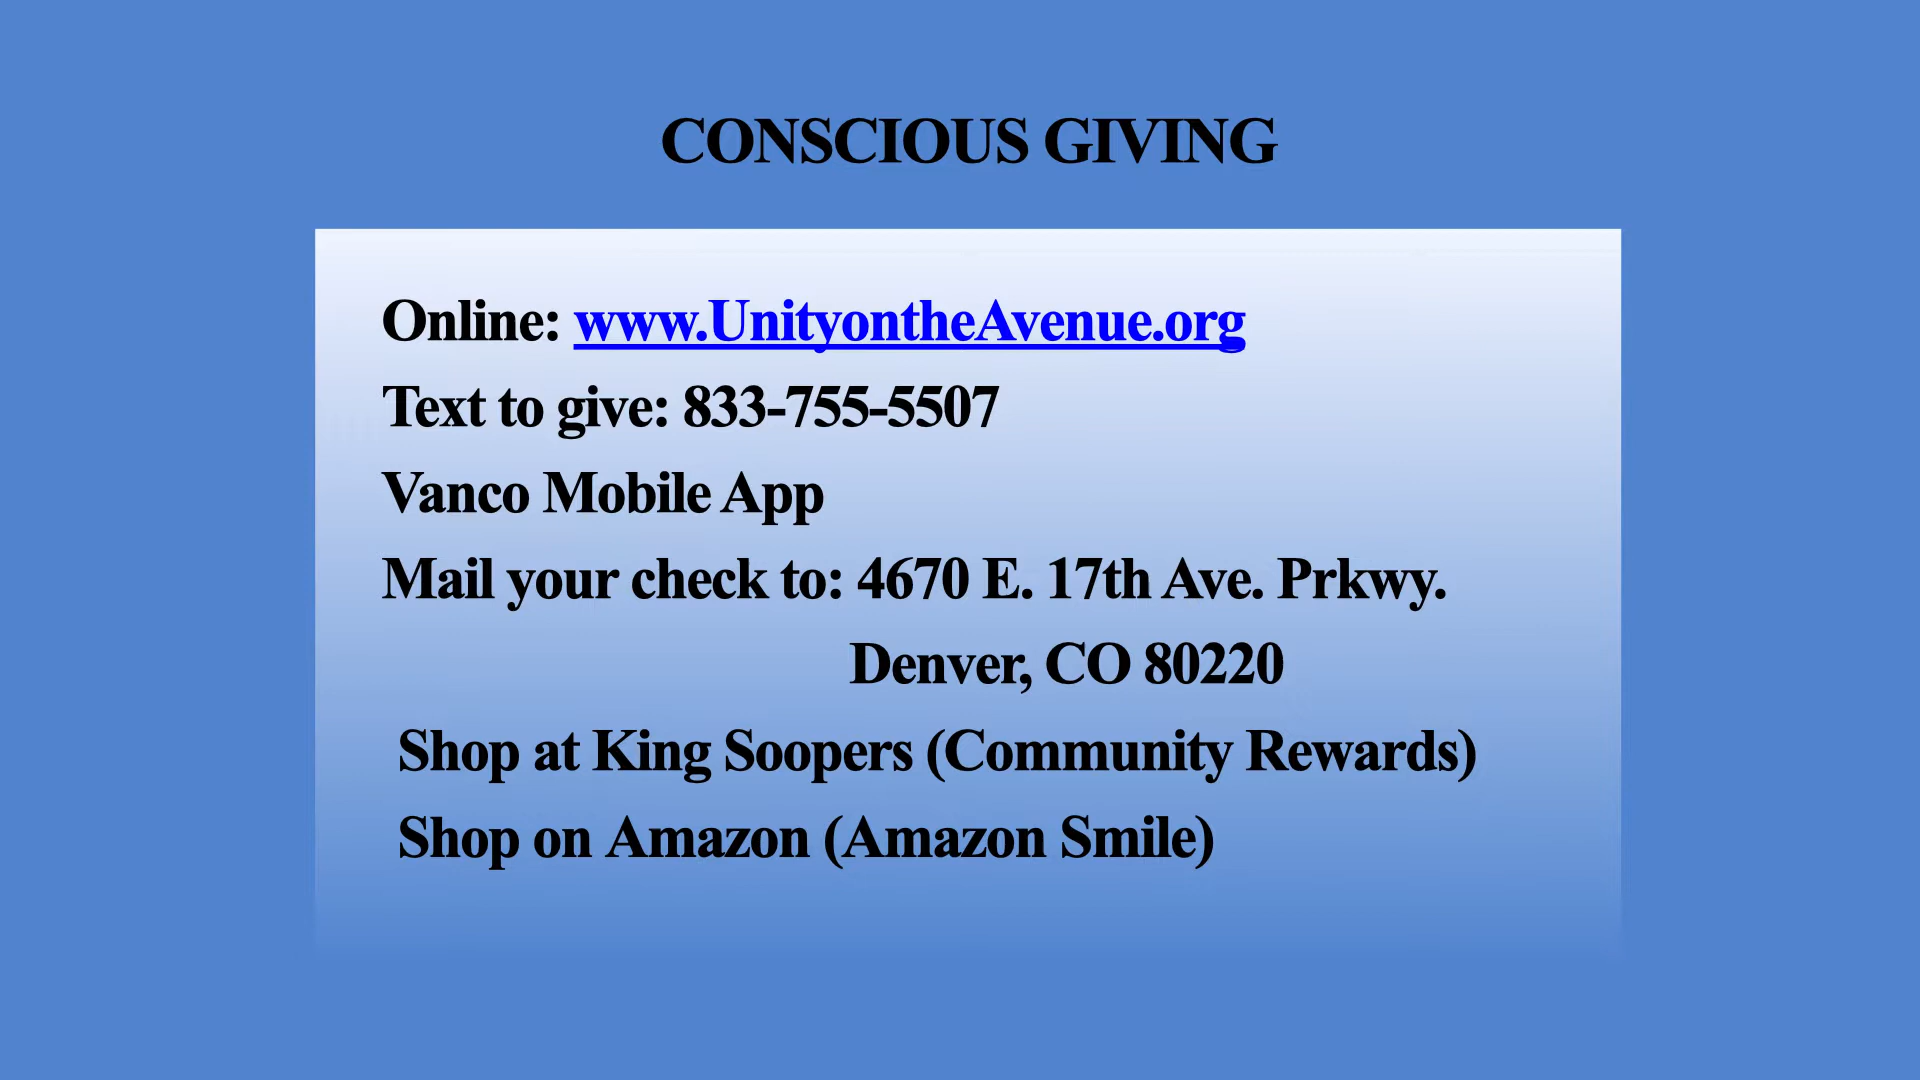 CONSCIOUS GIVING
Online: www.UnityontheAvenue.org
Text to give: 833-755-5507
Vanco Mobile App
Mail your check to: 4670 E. 17th Ave. Prkwy.
Denver, CO 80220
Shop at King Soopers (Community Rewards)
Shop on Amazon (Amazon Smile)